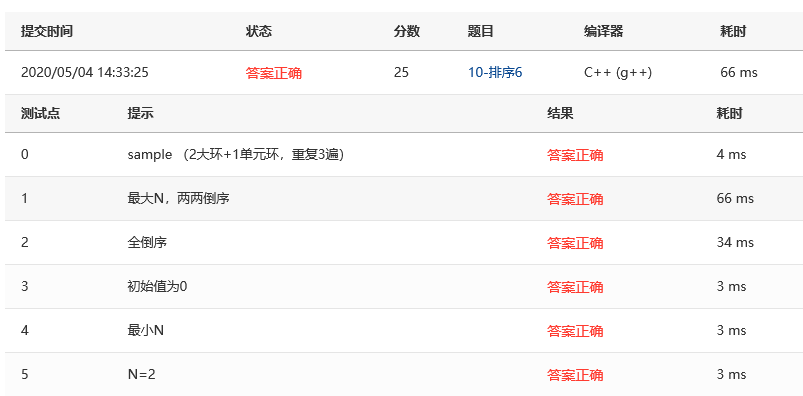 提交时间 状态 分数 题目 编译器 耗时
2020/05/04 14:33:25 答案正确 25 10-排序6 C++ (g++) 66 ms
测试点 提示 结果 耗时
0 sample （2大环+1单元环，重复3遍） 答案正确 4 ms
1 最大N，两两倒序 答案正确 66 ms
2 全倒序 答案正确 34 ms
3 初始值为0 答案正确 3 ms
4 最小N 答案正确 3 ms
5 N=2 答案正确 3 ms